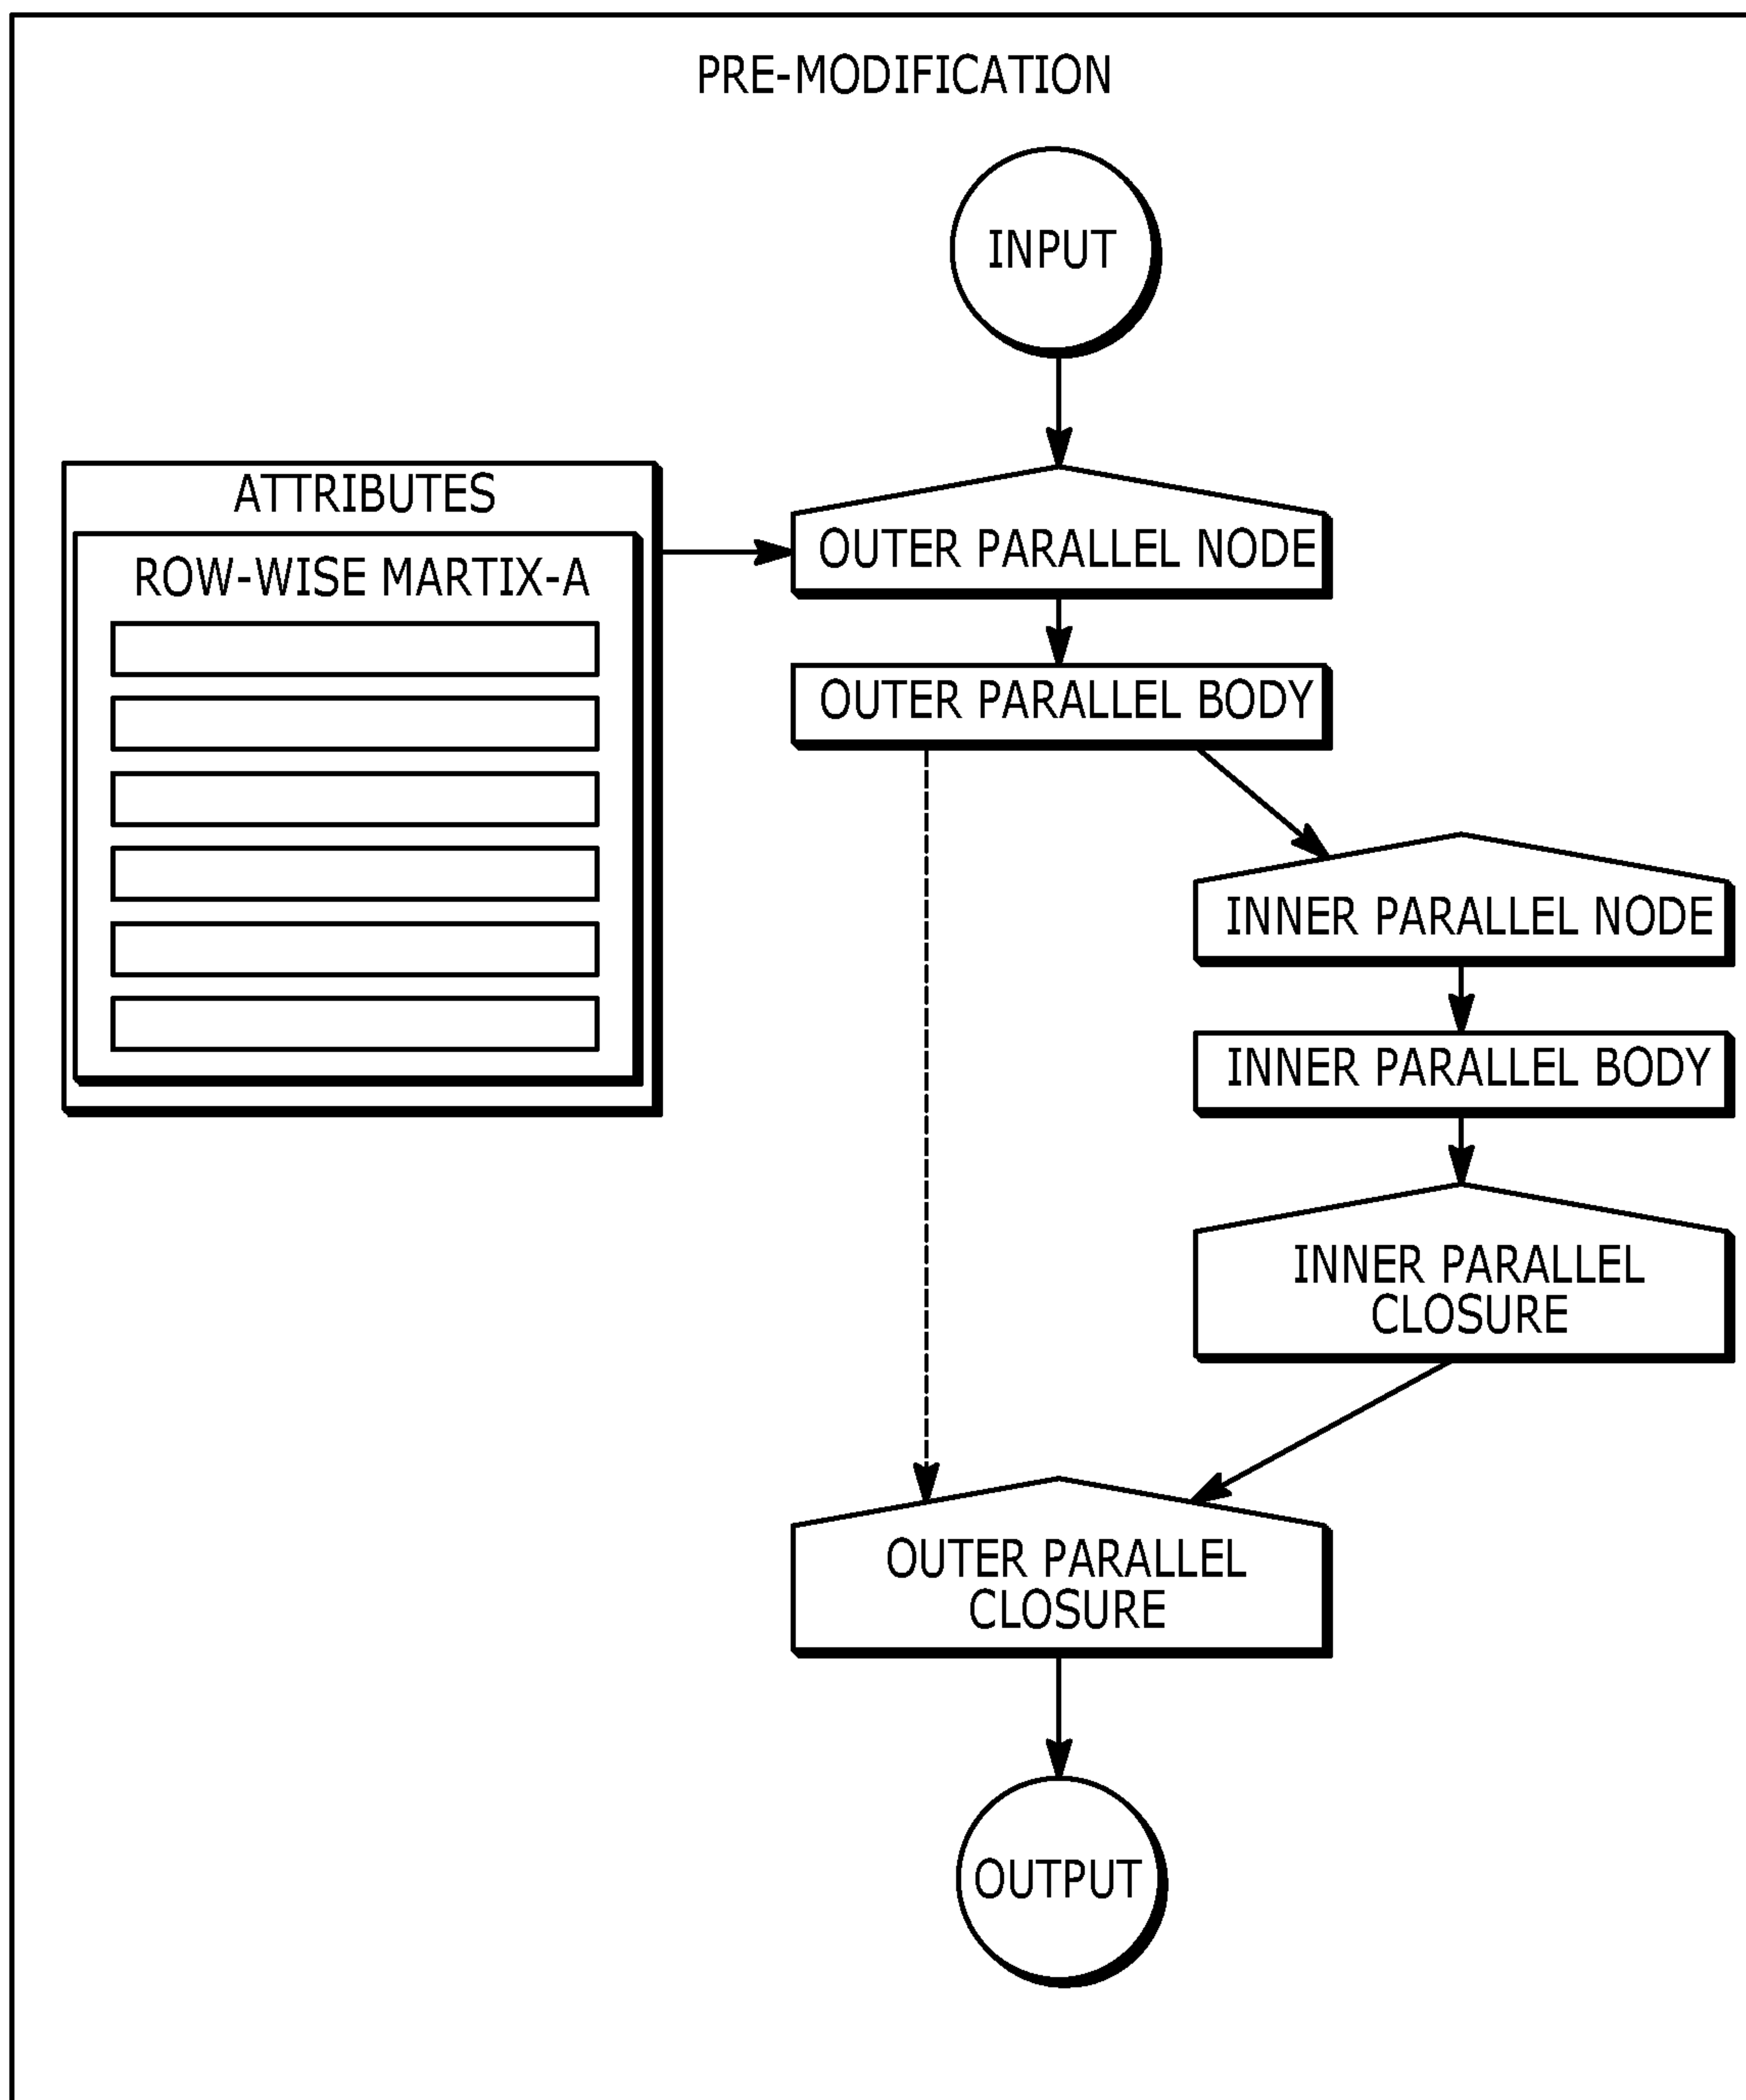 PRE-MODIFICATION
INPUT
ATTRIBUTES
ROW-WISE MARTIX-A
OUTER PARALLEL NODE
OUTER PARALLEL BODY
INNER PARALLEL NODE
INNER PARALLEL BODY
INNER PARALLEL
CLOSURE
OUTER PARALLEL
CLOSURE
OUTPUT